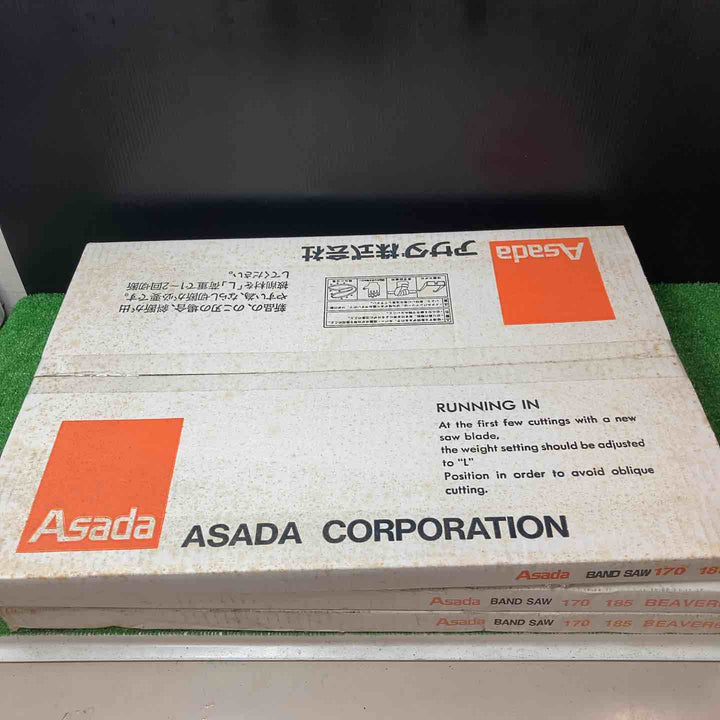 Asada
アサダ株式会社
新品の、のこ刃の場合、斜断が出
やすい為、ならし切断が必要です。
被削材を「L」荷重で1〜2回切断
してください。
RUNNING IN
At the first few cuttings with a new
saw blade,
the weight setting should be adjusted
to "L"
Position in order to avoid oblique
cutting.
Asada
ASADA CORPORATION
Asada BAND SAW 170 185
Asada BAND SAW 170 185 BEAVER6
Asada BAND SAW 170 185 BEAVER6